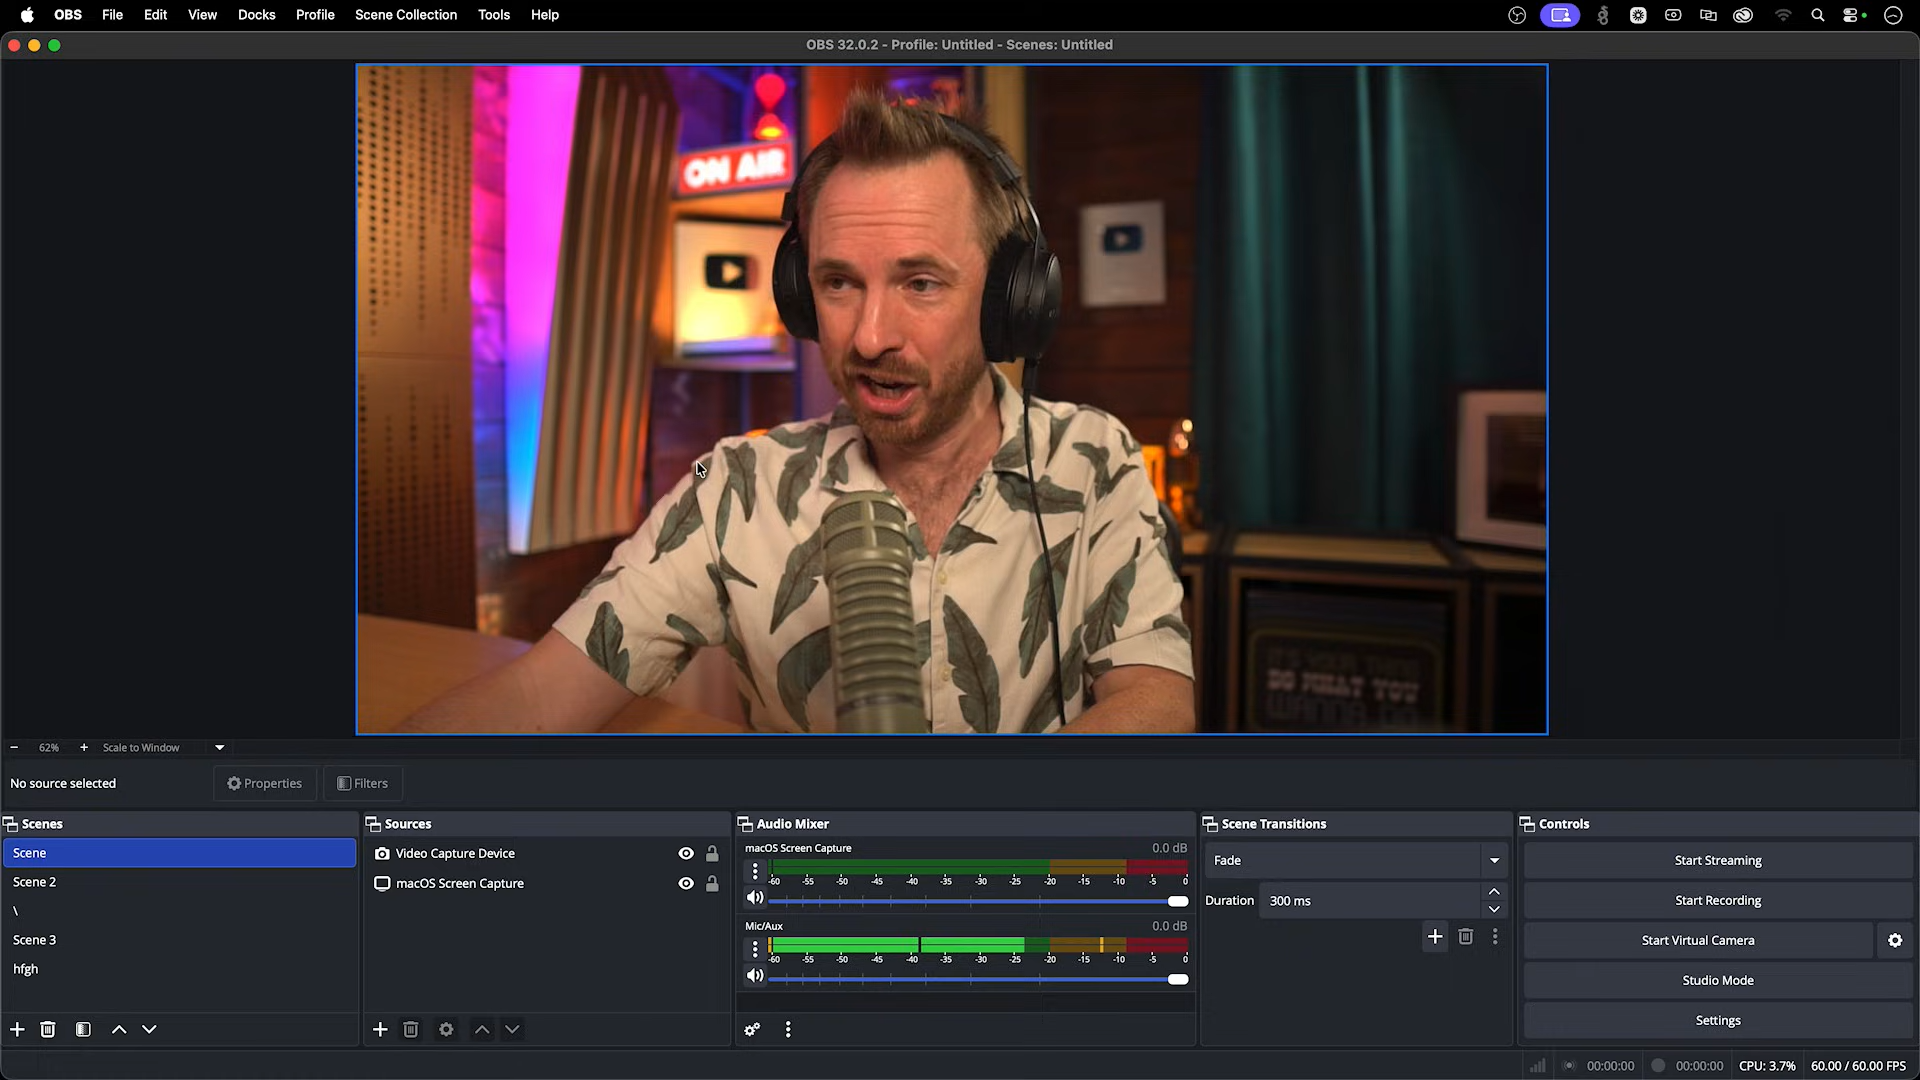 OBS File Edit View Docks Profile Scene Collection Tools Help
OBS 32.0.2 - Profile: Untitled - Scenes: Untitled
ON AIR
62% Scale to Window
No source selected Properties Filters
Scenes
Scene
Scene 2
\
Scene 3
hfgh
Sources
Video Capture Device
macOS Screen Capture
Audio Mixer
macOS Screen Capture 0.0 dB
-60 -55 -50 -45 -40 -35 -30 -25 -20 -15 -10 -5 0
Mic/Aux 0.0 dB
-60 -55 -50 -45 -40 -35 -30 -25 -20 -15 -10 -5 0
Scene Transitions
Fade
Duration 300 ms
Controls
Start Streaming
Start Recording
Start Virtual Camera
Studio Mode
Settings
00:00:00 00:00:00 CPU: 3.7% 60.00 / 60.00 FPS